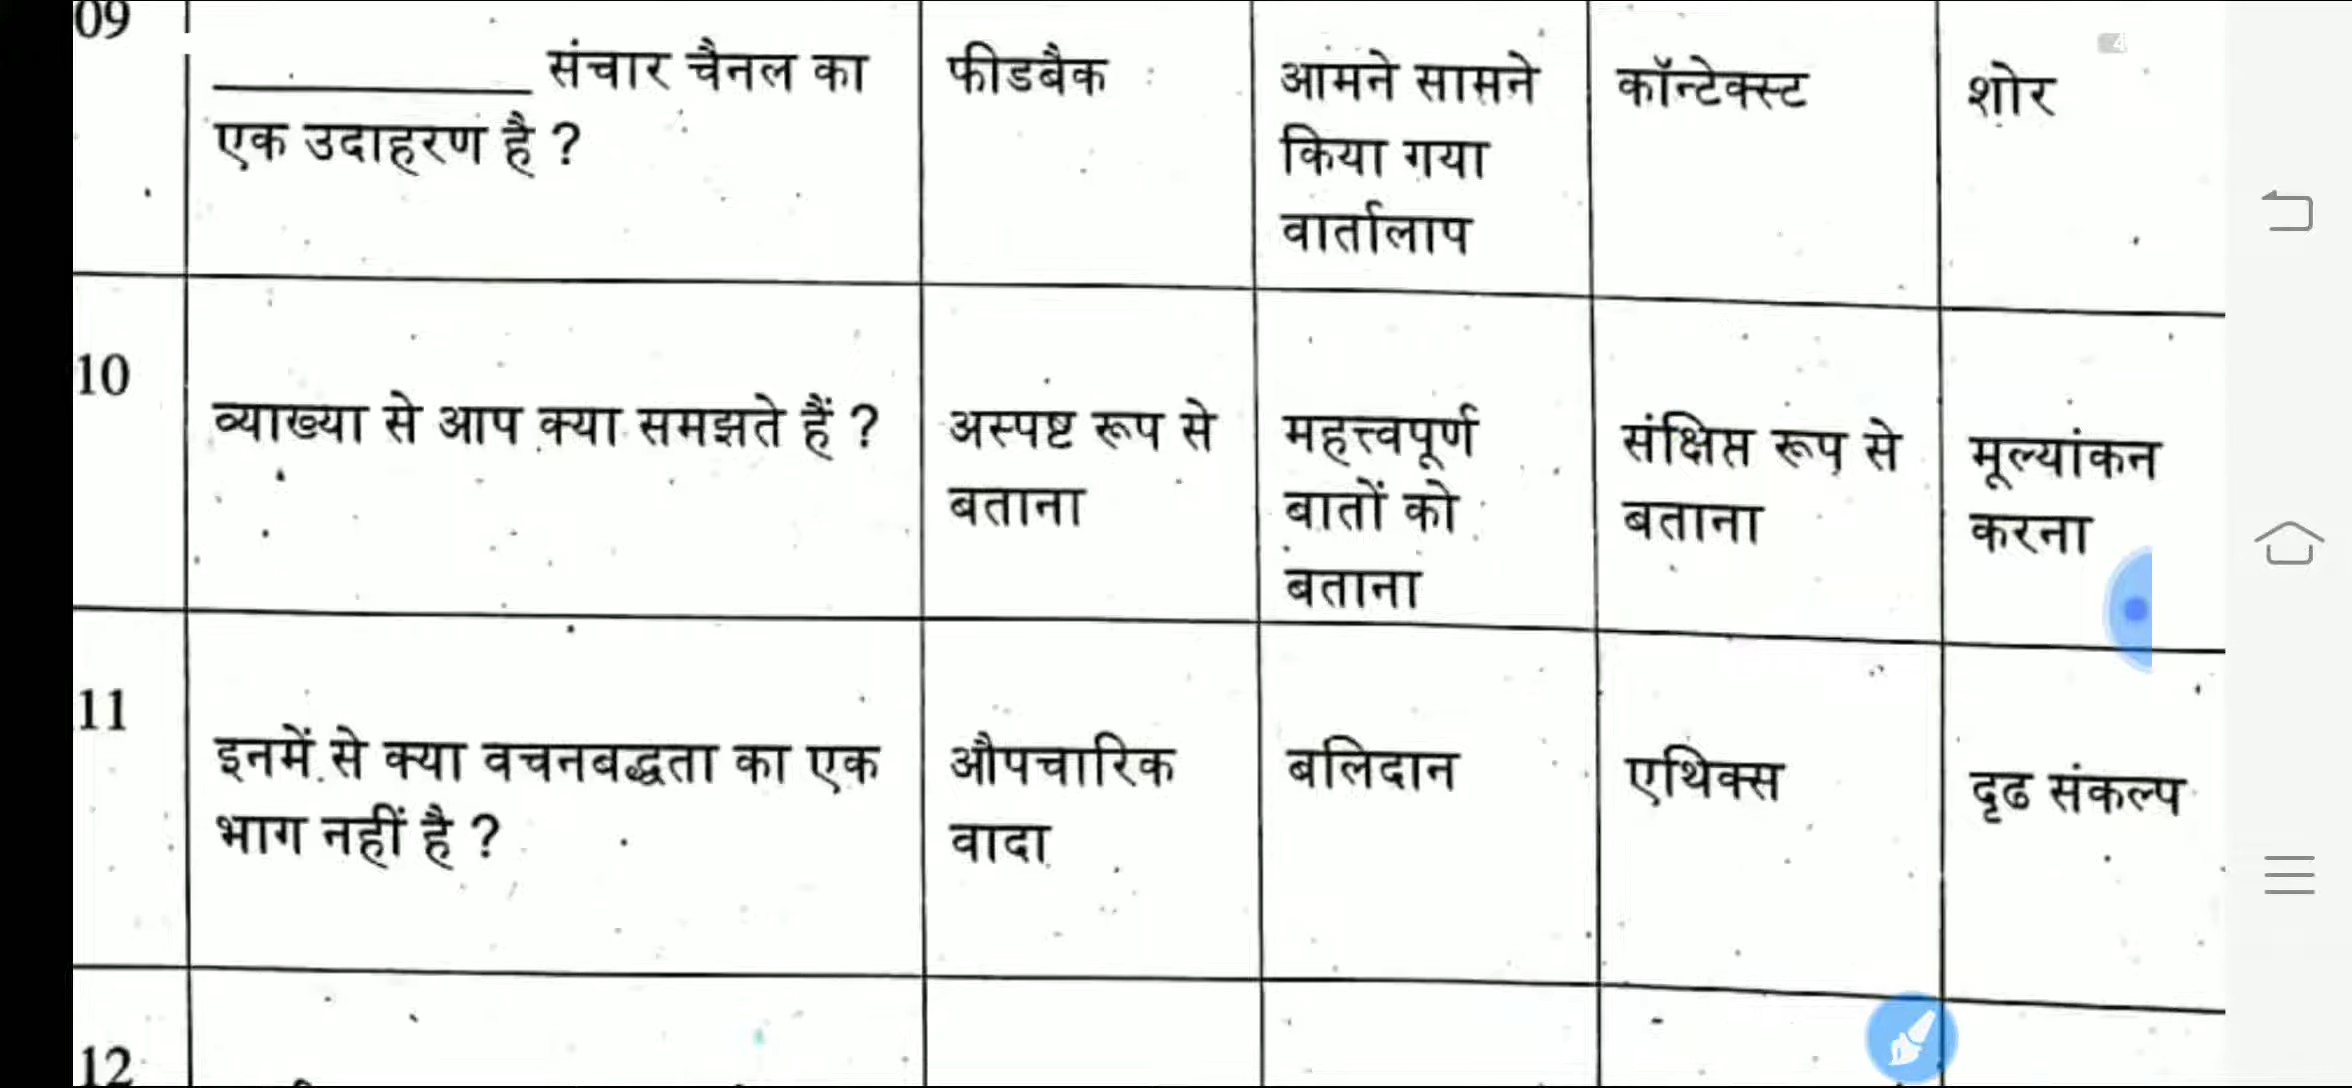 09
__________ संचार चैनल का
एक उदाहरण है ?
फीडबैक
आमने सामने
किया गया
वार्तालाप
कॉन्टेक्स्ट
शोर
10
व्याख्या से आप क्या समझते हैं ?
अस्पष्ट रूप से
बताना
महत्त्वपूर्ण
बातों को
बताना
संक्षिप्त रूप से
बताना
मूल्यांकन
करना
11
इनमें से क्या वचनबद्धता का एक
भाग नहीं है ?
औपचारिक
वादा
बलिदान
एथिक्स
दृढ संकल्प
12